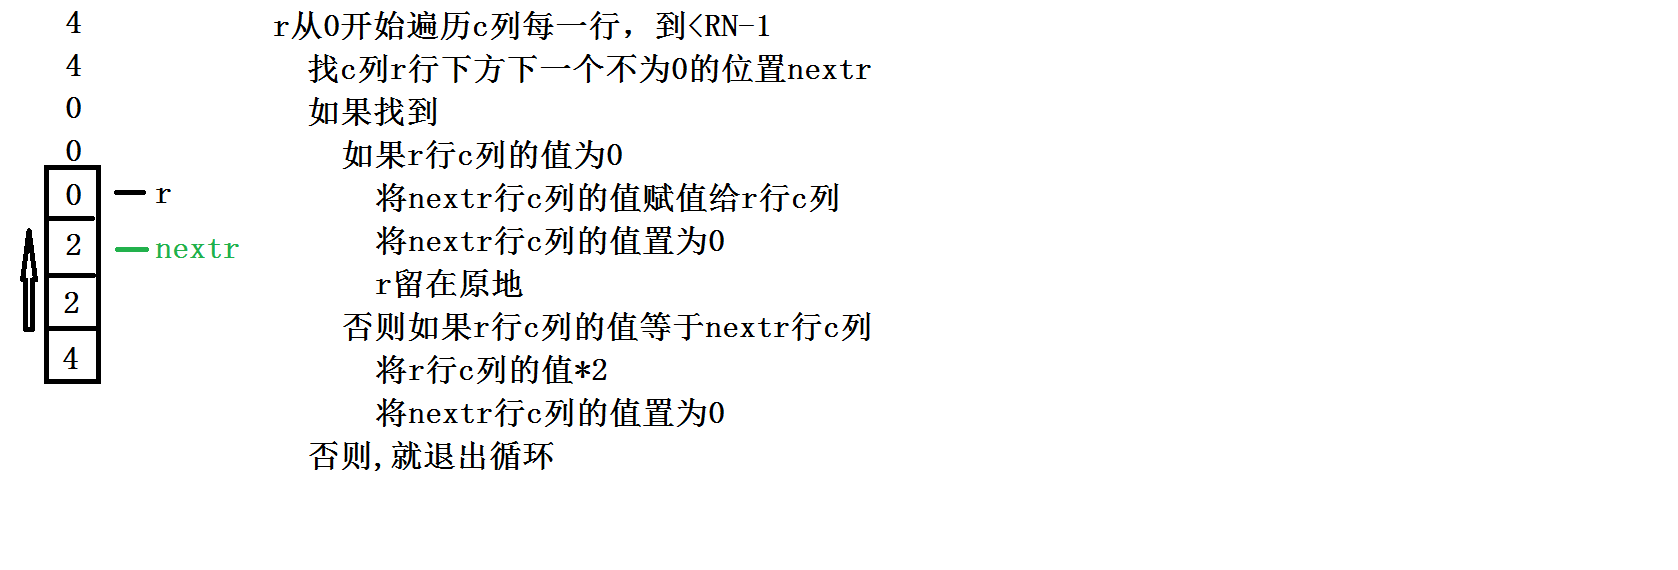 4
4
0
0
0
2
2
4
r
nextr
r从0开始遍历c列每一行，到<RN-1
找c列r行下方下一个不为0的位置nextr
如果找到
如果r行c列的值为0
将nextr行c列的值赋值给r行c列
将nextr行c列的值置为0
r留在原地
否则如果r行c列的值等于nextr行c列
将r行c列的值*2
将nextr行c列的值置为0
否则,就退出循环